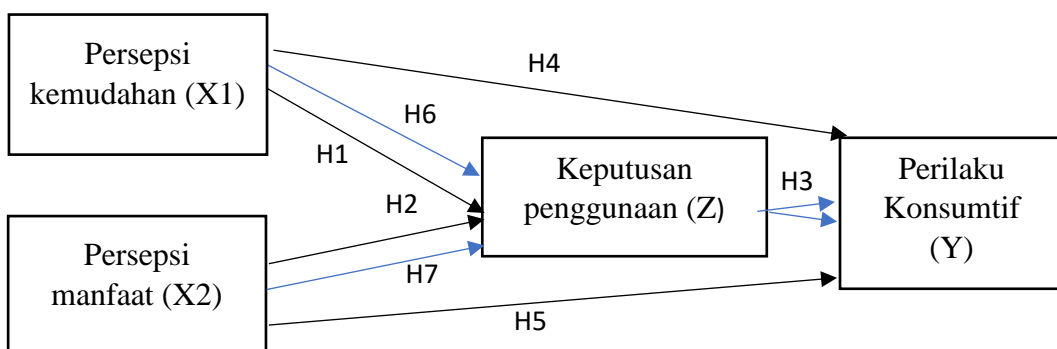 Persepsi
kemudahan (X1)
H4
H6
H1
Keputusan
penggunaan (Z)
H3
Perilaku
Konsumtif
(Y)
H2
Persepsi
manfaat (X2)
H7
H5